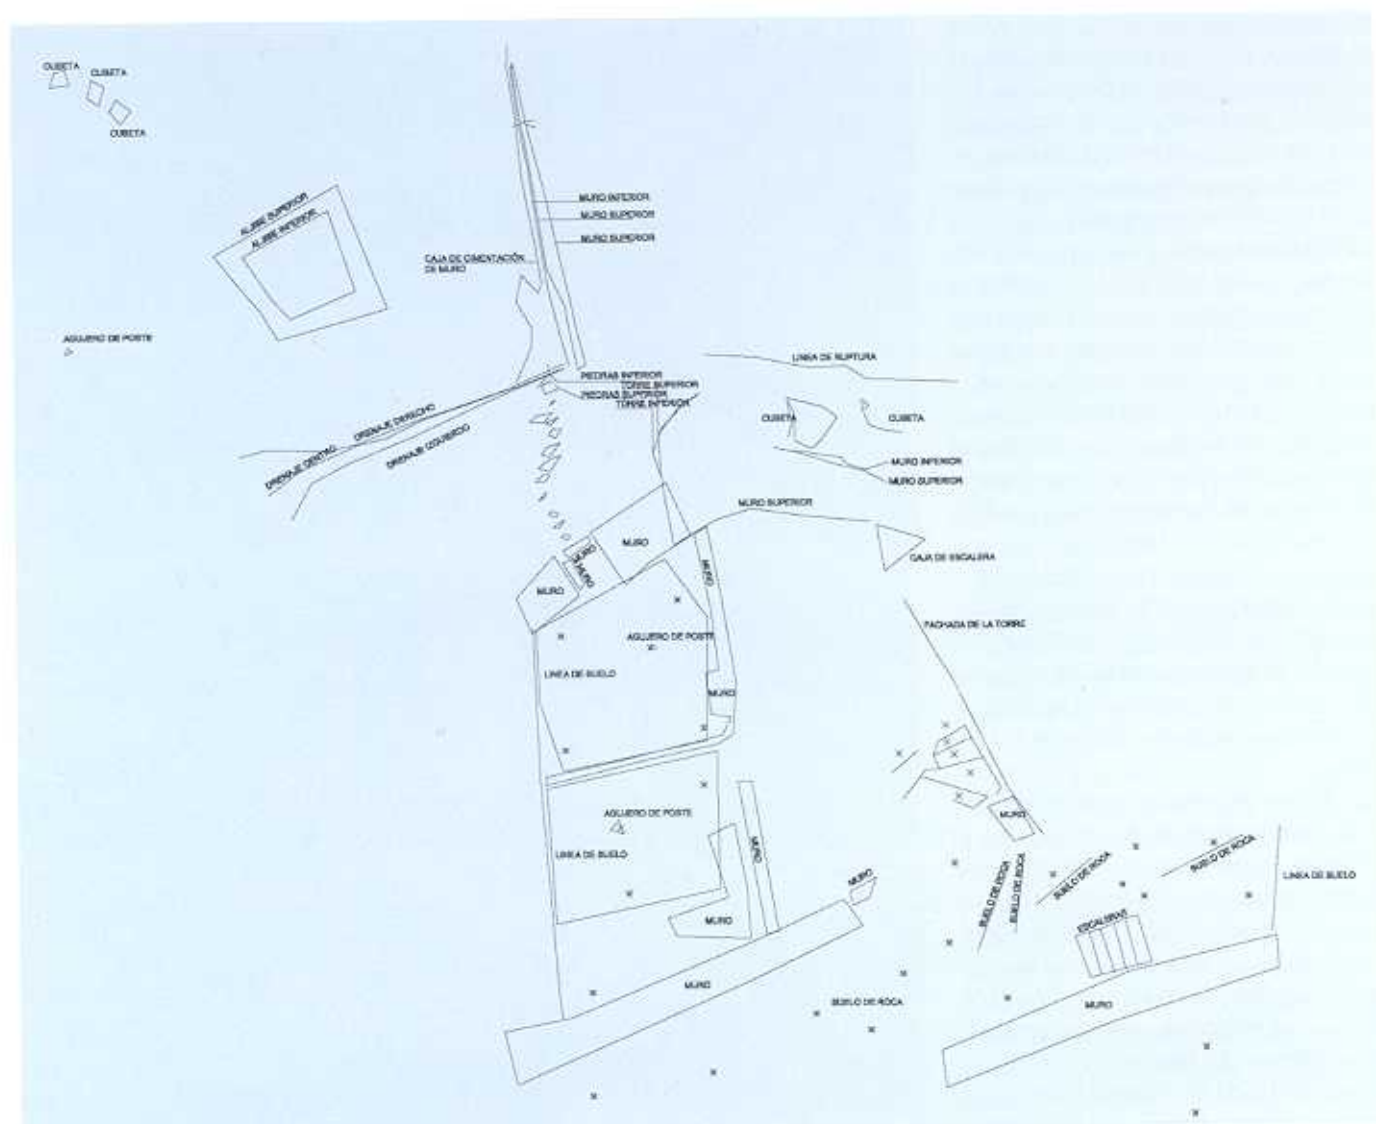 CUBETA
CUBETA
CUBETA
ALJIBE SUPERIOR
ALJIBE INFERIOR
MURO INFERIOR
MURO SUPERIOR
MURO SUPERIOR
CAJA DE CIMENTACIÓN
DE MURO
AGUJERO DE POSTE
LINEA DE RUPTURA
PIEDRAS INFERIOR
TORRE SUPERIOR
PIEDRAS SUPERIOR
TORRE INFERIOR
DRENAJE DERECHO
DRENAJE CENTRO
DRENAJE IZQUIERDO
CUBETA
CUBETA
MURO INFERIOR
MURO SUPERIOR
MURO SUPERIOR
MURO
MURO
MURO
MURO
MURO
CAJA DE ESCALERA
FACHADA DE LA TORRE
AGUJERO DE POSTE
LINEA DE SUELO
MURO
AGUJERO DE POSTE
LINEA DE SUELO
MURO
MURO
MURO
MURO
SUELO DE ROCA
SUELO DE ROCA
SUELO DE ROCA
SUELO DE ROCA
LINEA DE SUELO
MURO
ESCALERAS
MURO
SUELO DE ROCA
MURO